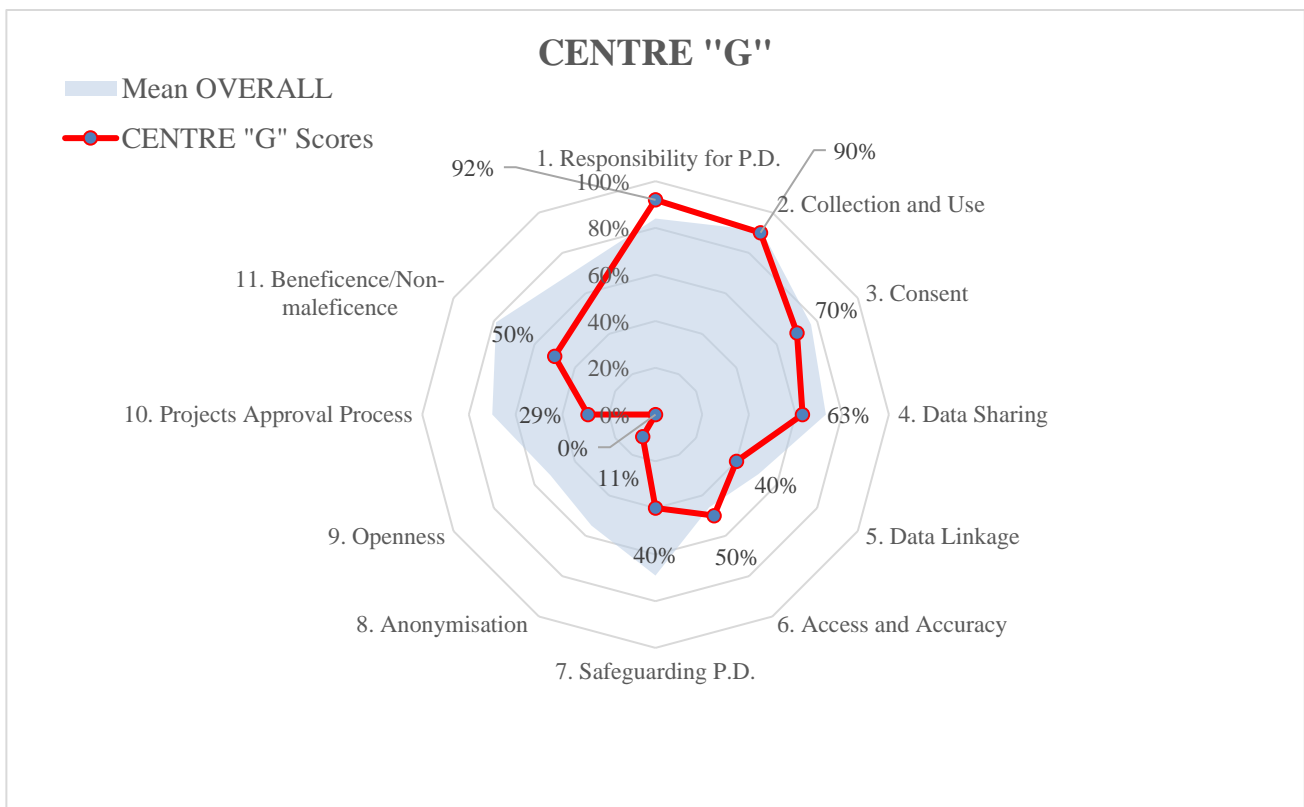 CENTRE "G"
Mean OVERALL
CENTRE "G" Scores
92%
1. Responsibility for P.D.
90%
100%
2. Collection and Use
80%
60%
40%
20%
0%
3. Consent
70%
4. Data Sharing
63%
5. Data Linkage
40%
6. Access and Accuracy
50%
7. Safeguarding P.D.
40%
8. Anonymisation
11%
9. Openness
0%
10. Projects Approval Process
29%
11. Beneficence/Non-
maleficence
50%